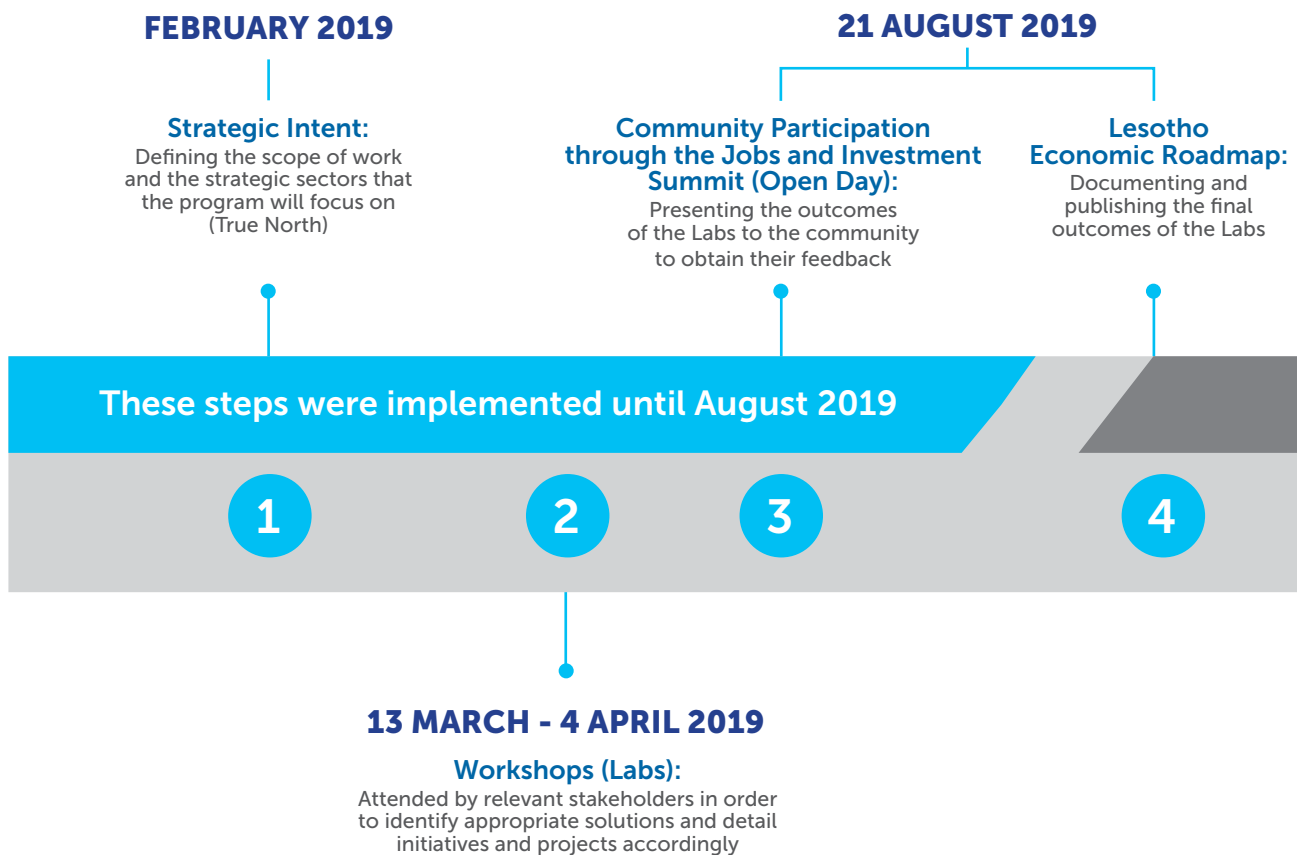 FEBRUARY 2019
Strategic Intent:
Defining the scope of work
and the strategic sectors that
the program will focus on
(True North)
21 AUGUST 2019
Community Participation
through the Jobs and Investment
Summit (Open Day):
Presenting the outcomes
of the Labs to the community
to obtain their feedback
Lesotho
Economic Roadmap:
Documenting and
publishing the final
outcomes of the Labs
These steps were implemented until August 2019
1
2
3
4
13 MARCH - 4 APRIL 2019
Workshops (Labs):
Attended by relevant stakeholders in order
to identify appropriate solutions and detail
initiatives and projects accordingly